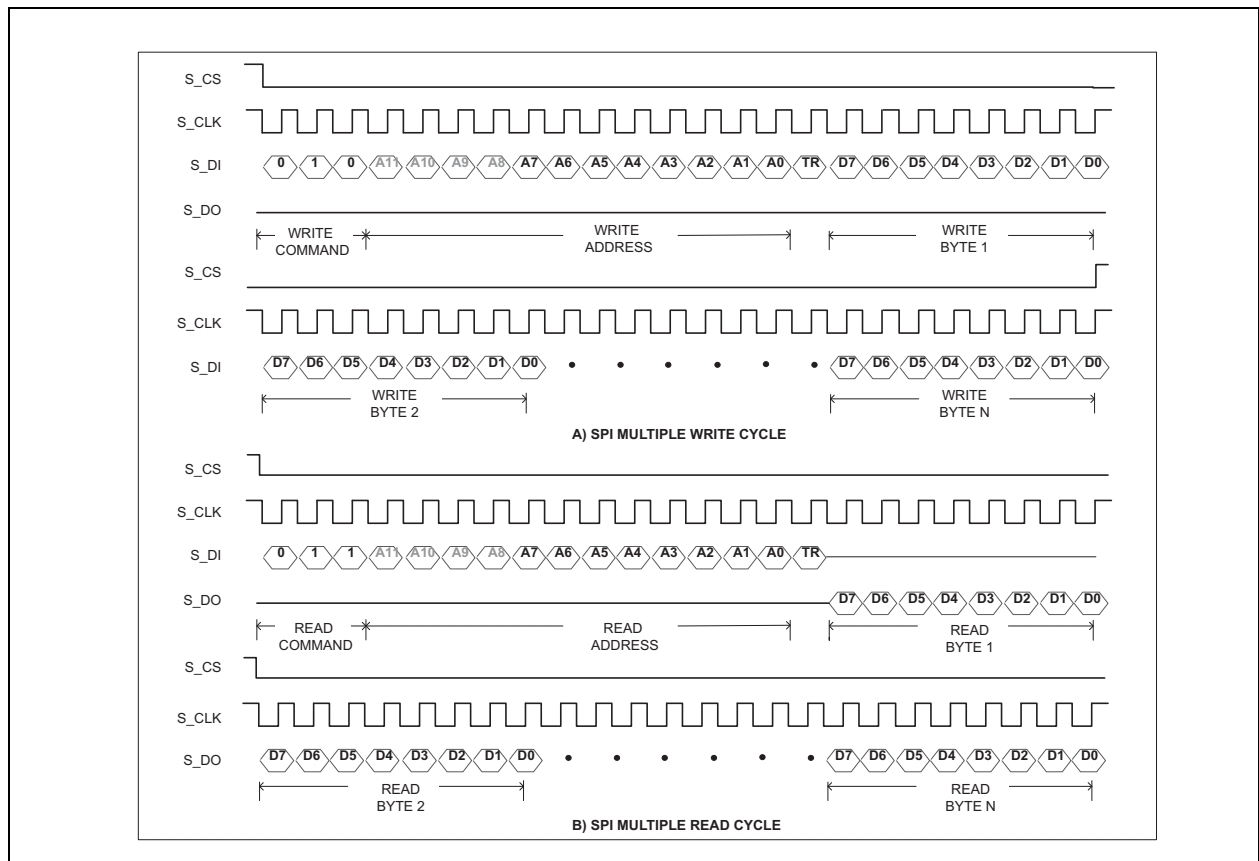 S_CS
S_CLK
S_DI 0 1 0 A11 A10 A9 A8 A7 A6 A5 A4 A3 A2 A1 A0 TR D7 D6 D5 D4 D3 D2 D1 D0
S_DO
WRITE COMMAND
WRITE ADDRESS
WRITE BYTE 1
S_CS
S_CLK
S_DI D7 D6 D5 D4 D3 D2 D1 D0 • • • • • • D7 D6 D5 D4 D3 D2 D1 D0
WRITE BYTE 2
WRITE BYTE N
A) SPI MULTIPLE WRITE CYCLE
S_CS
S_CLK
S_DI 0 1 1 A11 A10 A9 A8 A7 A6 A5 A4 A3 A2 A1 A0 TR
S_DO D7 D6 D5 D4 D3 D2 D1 D0
READ COMMAND
READ ADDRESS
READ BYTE 1
S_CS
S_CLK
S_DO D7 D6 D5 D4 D3 D2 D1 D0 • • • • • • D7 D6 D5 D4 D3 D2 D1 D0
READ BYTE 2
READ BYTE N
B) SPI MULTIPLE READ CYCLE